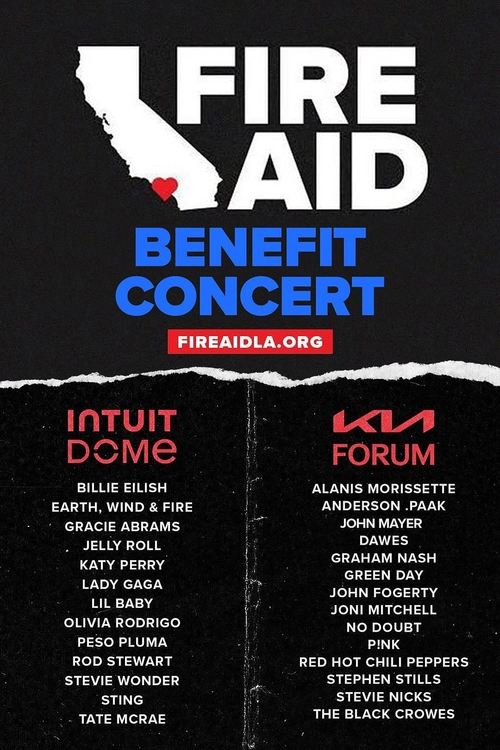 FIRE
AID
BENEFIT
CONCERT
FIREAIDLA.ORG
INTUIT
DOME
BILLIE EILISH
EARTH, WIND & FIRE
GRACIE ABRAMS
JELLY ROLL
KATY PERRY
LADY GAGA
LIL BABY
OLIVIA RODRIGO
PESO PLUMA
ROD STEWART
STEVIE WONDER
STING
TATE MCRAE
KIA
FORUM
ALANIS MORISSETTE
ANDERSON .PAAK
JOHN MAYER
DAWES
GRAHAM NASH
GREEN DAY
JOHN FOGERTY
JONI MITCHELL
NO DOUBT
P!NK
RED HOT CHILI PEPPERS
STEPHEN STILLS
STEVIE NICKS
THE BLACK CROWES